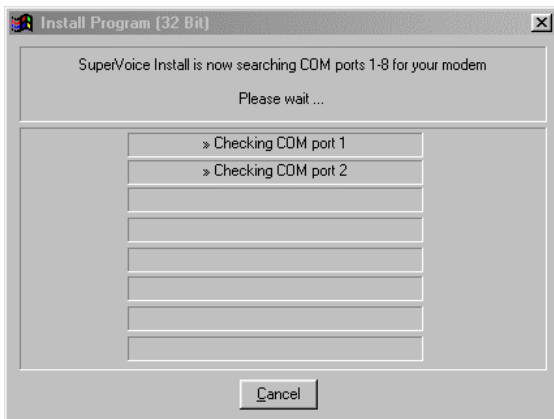 Install Program (32 Bit)
SuperVoice Install is now searching COM ports 1-8 for your modem
Please wait ...
» Checking COM port 1
» Checking COM port 2
Cancel